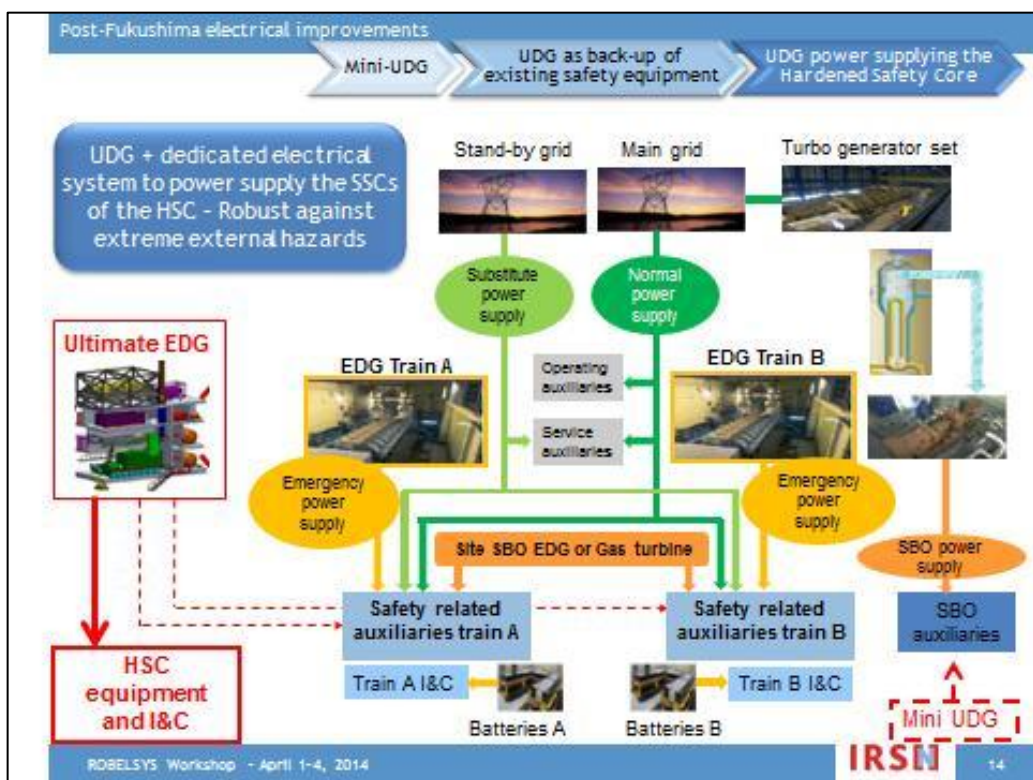 Post-Fukushima electrical improvements
Mini-UDG
UDG as back-up of
existing safety equipment
UDG power supplying the
Hardened Safety Core
UDG + dedicated electrical
system to power supply the SSCs
of the HSC – Robust against
extreme external hazards
Stand-by grid
Main grid
Turbo generator set
Substitute
power
supply
Normal
power
supply
Ultimate EDG
EDG Train A
EDG Train B
Operating
auxiliaries
Service
auxiliaries
Emergency
power
supply
Emergency
power
supply
Site SBO EDG or Gas turbine
SBO power
supply
Safety related
auxiliaries train A
Safety related
auxiliaries train B
SBO
auxiliaries
HSC
equipment
and I&C
Train A I&C
Batteries A
Batteries B
Train B I&C
Mini UDG
ROBELSYS Workshop - April 1-4, 2014
IRSN
14